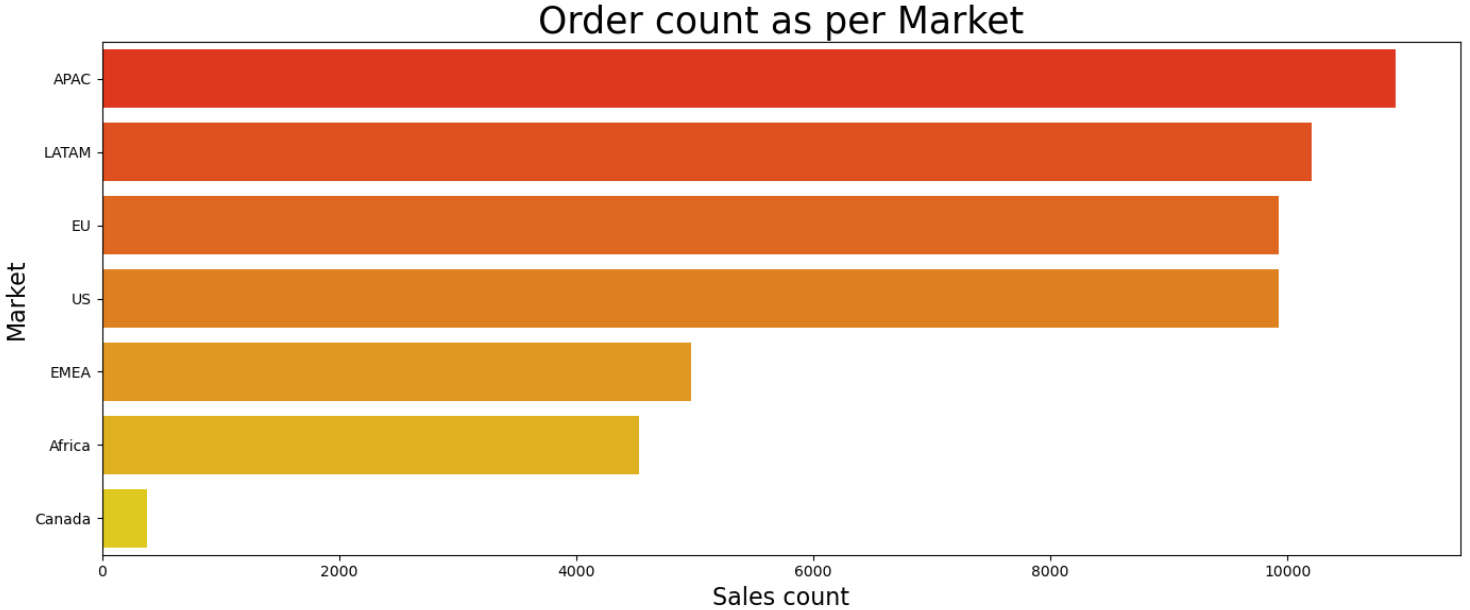 Order count as per Market
APAC
LATAM
EU
US
EMEA
Africa
Canada
Market
0 2000 4000 6000 8000 10000
Sales count